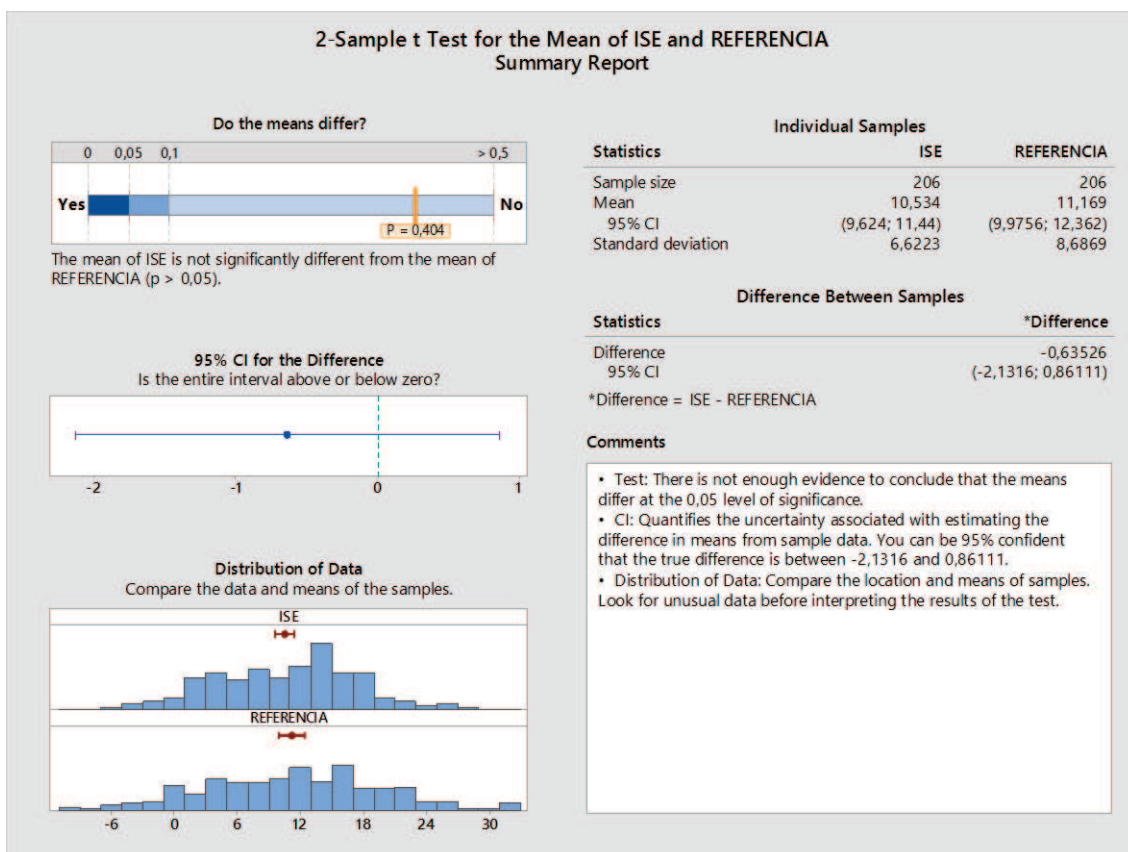 2-Sample t Test for the Mean of ISE and REFERENCIA
Summary Report
Do the means differ?
0 0,05 0,1 > 0,5
Yes No
P = 0,404
The mean of ISE is not significantly different from the mean of
REFERENCIA (p > 0,05).
95% CI for the Difference
Is the entire interval above or below zero?
-2 -1 0 1
Distribution of Data
Compare the data and means of the samples.
ISE
REFERENCIA
-6 0 6 12 18 24 30
Individual Samples
Statistics ISE REFERENCIA
Sample size 206 206
Mean 10,534 11,169
95% CI (9,624; 11,44) (9,9756; 12,362)
Standard deviation 6,6223 8,6869
Difference Between Samples
Statistics *Difference
Difference -0,63526
95% CI (-2,1316; 0,86111)
*Difference = ISE - REFERENCIA
Comments
• Test: There is not enough evidence to conclude that the means
differ at the 0,05 level of significance.
• CI: Quantifies the uncertainty associated with estimating the
difference in means from sample data. You can be 95% confident
that the true difference is between -2,1316 and 0,86111.
• Distribution of Data: Compare the location and means of samples.
Look for unusual data before interpreting the results of the test.